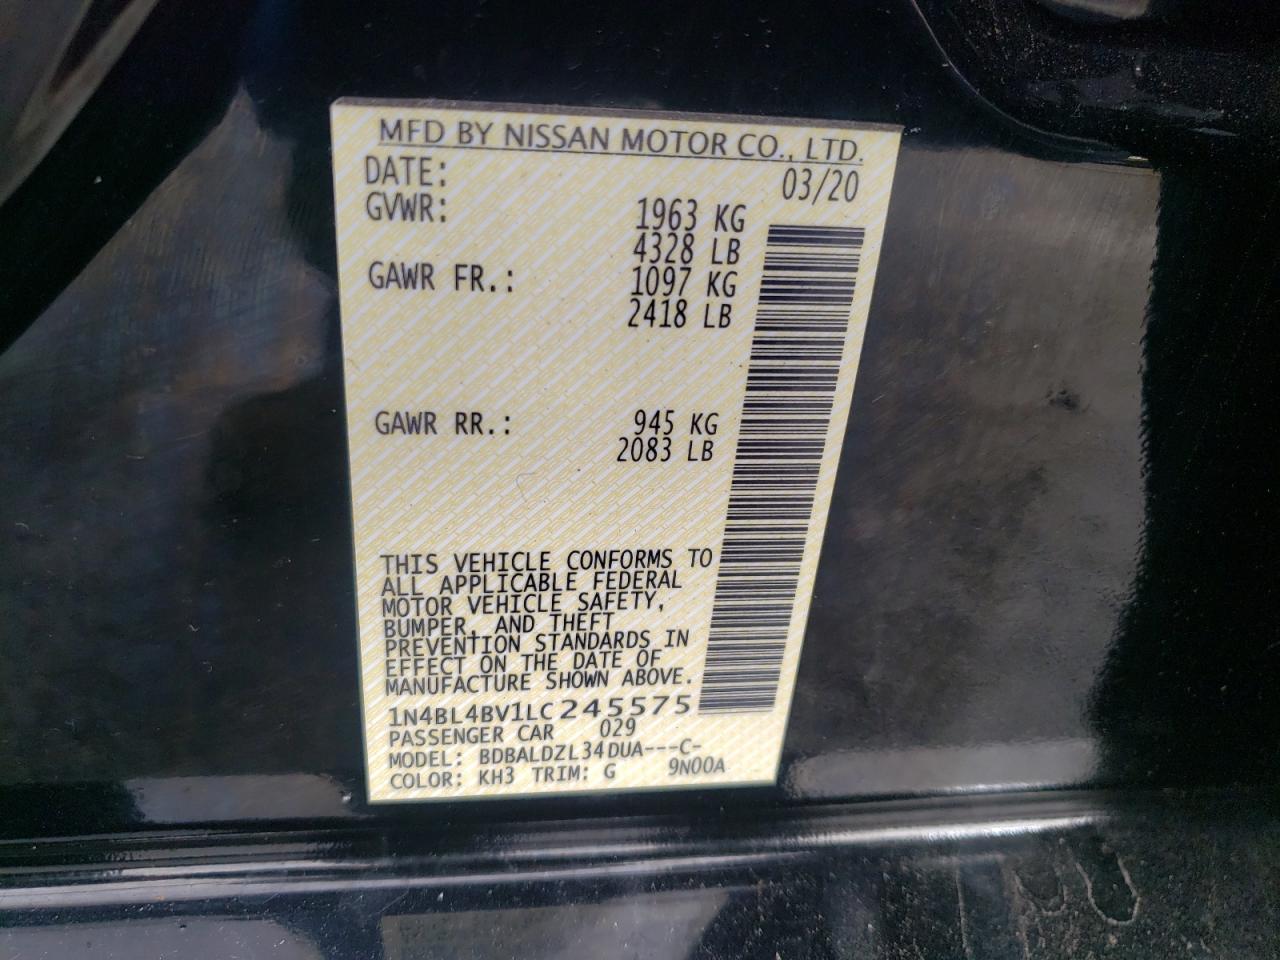 MFD BY NISSAN MOTOR CO., LTD.
DATE: 03/20
GVWR: 1963 KG
4328 LB
GAWR FR.: 1097 KG
2418 LB
GAWR RR.: 945 KG
2083 LB
THIS VEHICLE CONFORMS TO
ALL APPLICABLE FEDERAL
MOTOR VEHICLE SAFETY,
BUMPER, AND THEFT
PREVENTION STANDARDS IN
EFFECT ON THE DATE OF
MANUFACTURE SHOWN ABOVE.
1N4BL4BV1LC245575
PASSENGER CAR 029
MODEL: BDBALDZL34DUA---C-
COLOR: KH3 TRIM: G 9N00A